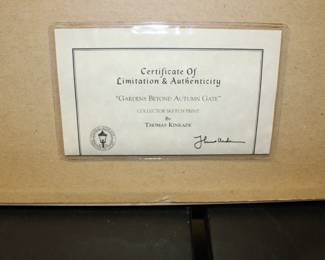 Certificate Of
Limitation & Authenticity
"GARDENS BEYOND AUTUMN GATE"
COLLECTOR SKETCH PRINT
By
THOMAS KINKADE